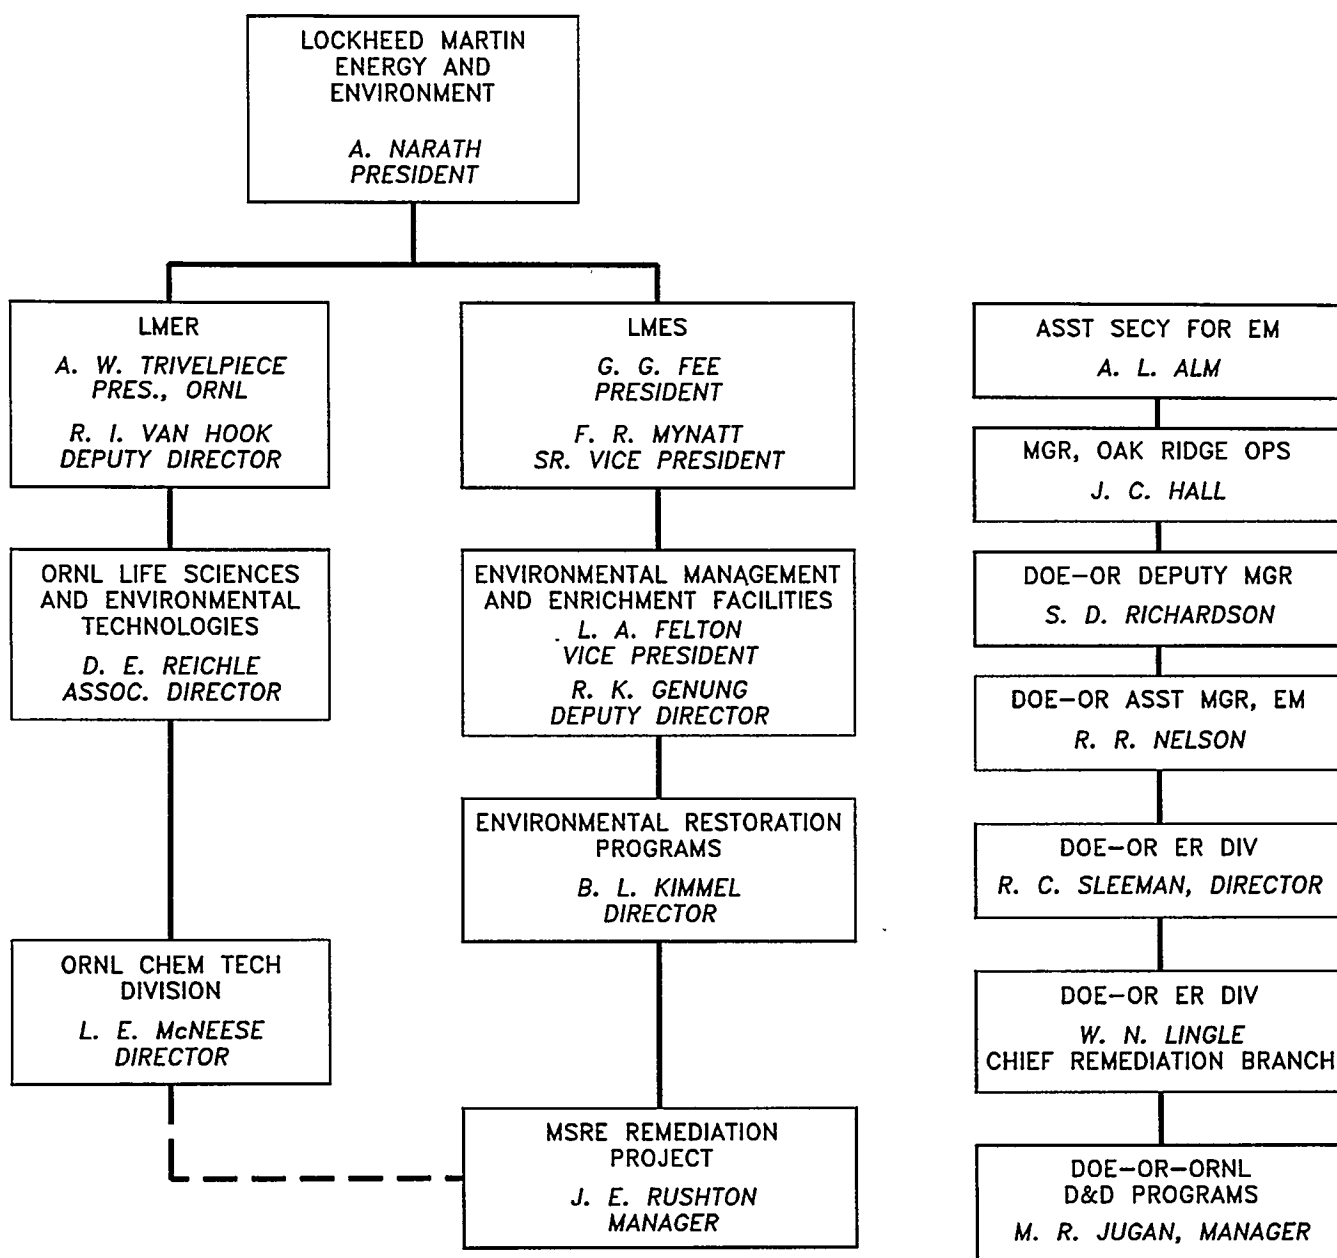 LOCKHEED MARTIN
ENERGY AND
ENVIRONMENT
A. NARATH
PRESIDENT
LMER
A. W. TRIVELPIECE
PRES., ORNL
R. I. VAN HOOK
DEPUTY DIRECTOR
LMES
G. G. FEE
PRESIDENT
F. R. MYNATT
SR. VICE PRESIDENT
ORNL LIFE SCIENCES
AND ENVIRONMENTAL
TECHNOLOGIES
D. E. REICHLE
ASSOC. DIRECTOR
ENVIRONMENTAL MANAGEMENT
AND ENRICHMENT FACILITIES
L. A. FELTON
VICE PRESIDENT
R. K. GENUNG
DEPUTY DIRECTOR
ENVIRONMENTAL RESTORATION
PROGRAMS
B. L. KIMMEL
DIRECTOR
ORNL CHEM TECH
DIVISION
L. E. McNEESE
DIRECTOR
MSRE REMEDIATION
PROJECT
J. E. RUSHTON
MANAGER
ASST SECY FOR EM
A. L. ALM
MGR, OAK RIDGE OPS
J. C. HALL
DOE-OR DEPUTY MGR
S. D. RICHARDSON
DOE-OR ASST MGR, EM
R. R. NELSON
DOE-OR ER DIV
R. C. SLEEMAN, DIRECTOR
DOE-OR ER DIV
W. N. LINGLE
CHIEF REMEDIATION BRANCH
DOE-OR-ORNL
D&D PROGRAMS
M. R. JUGAN, MANAGER